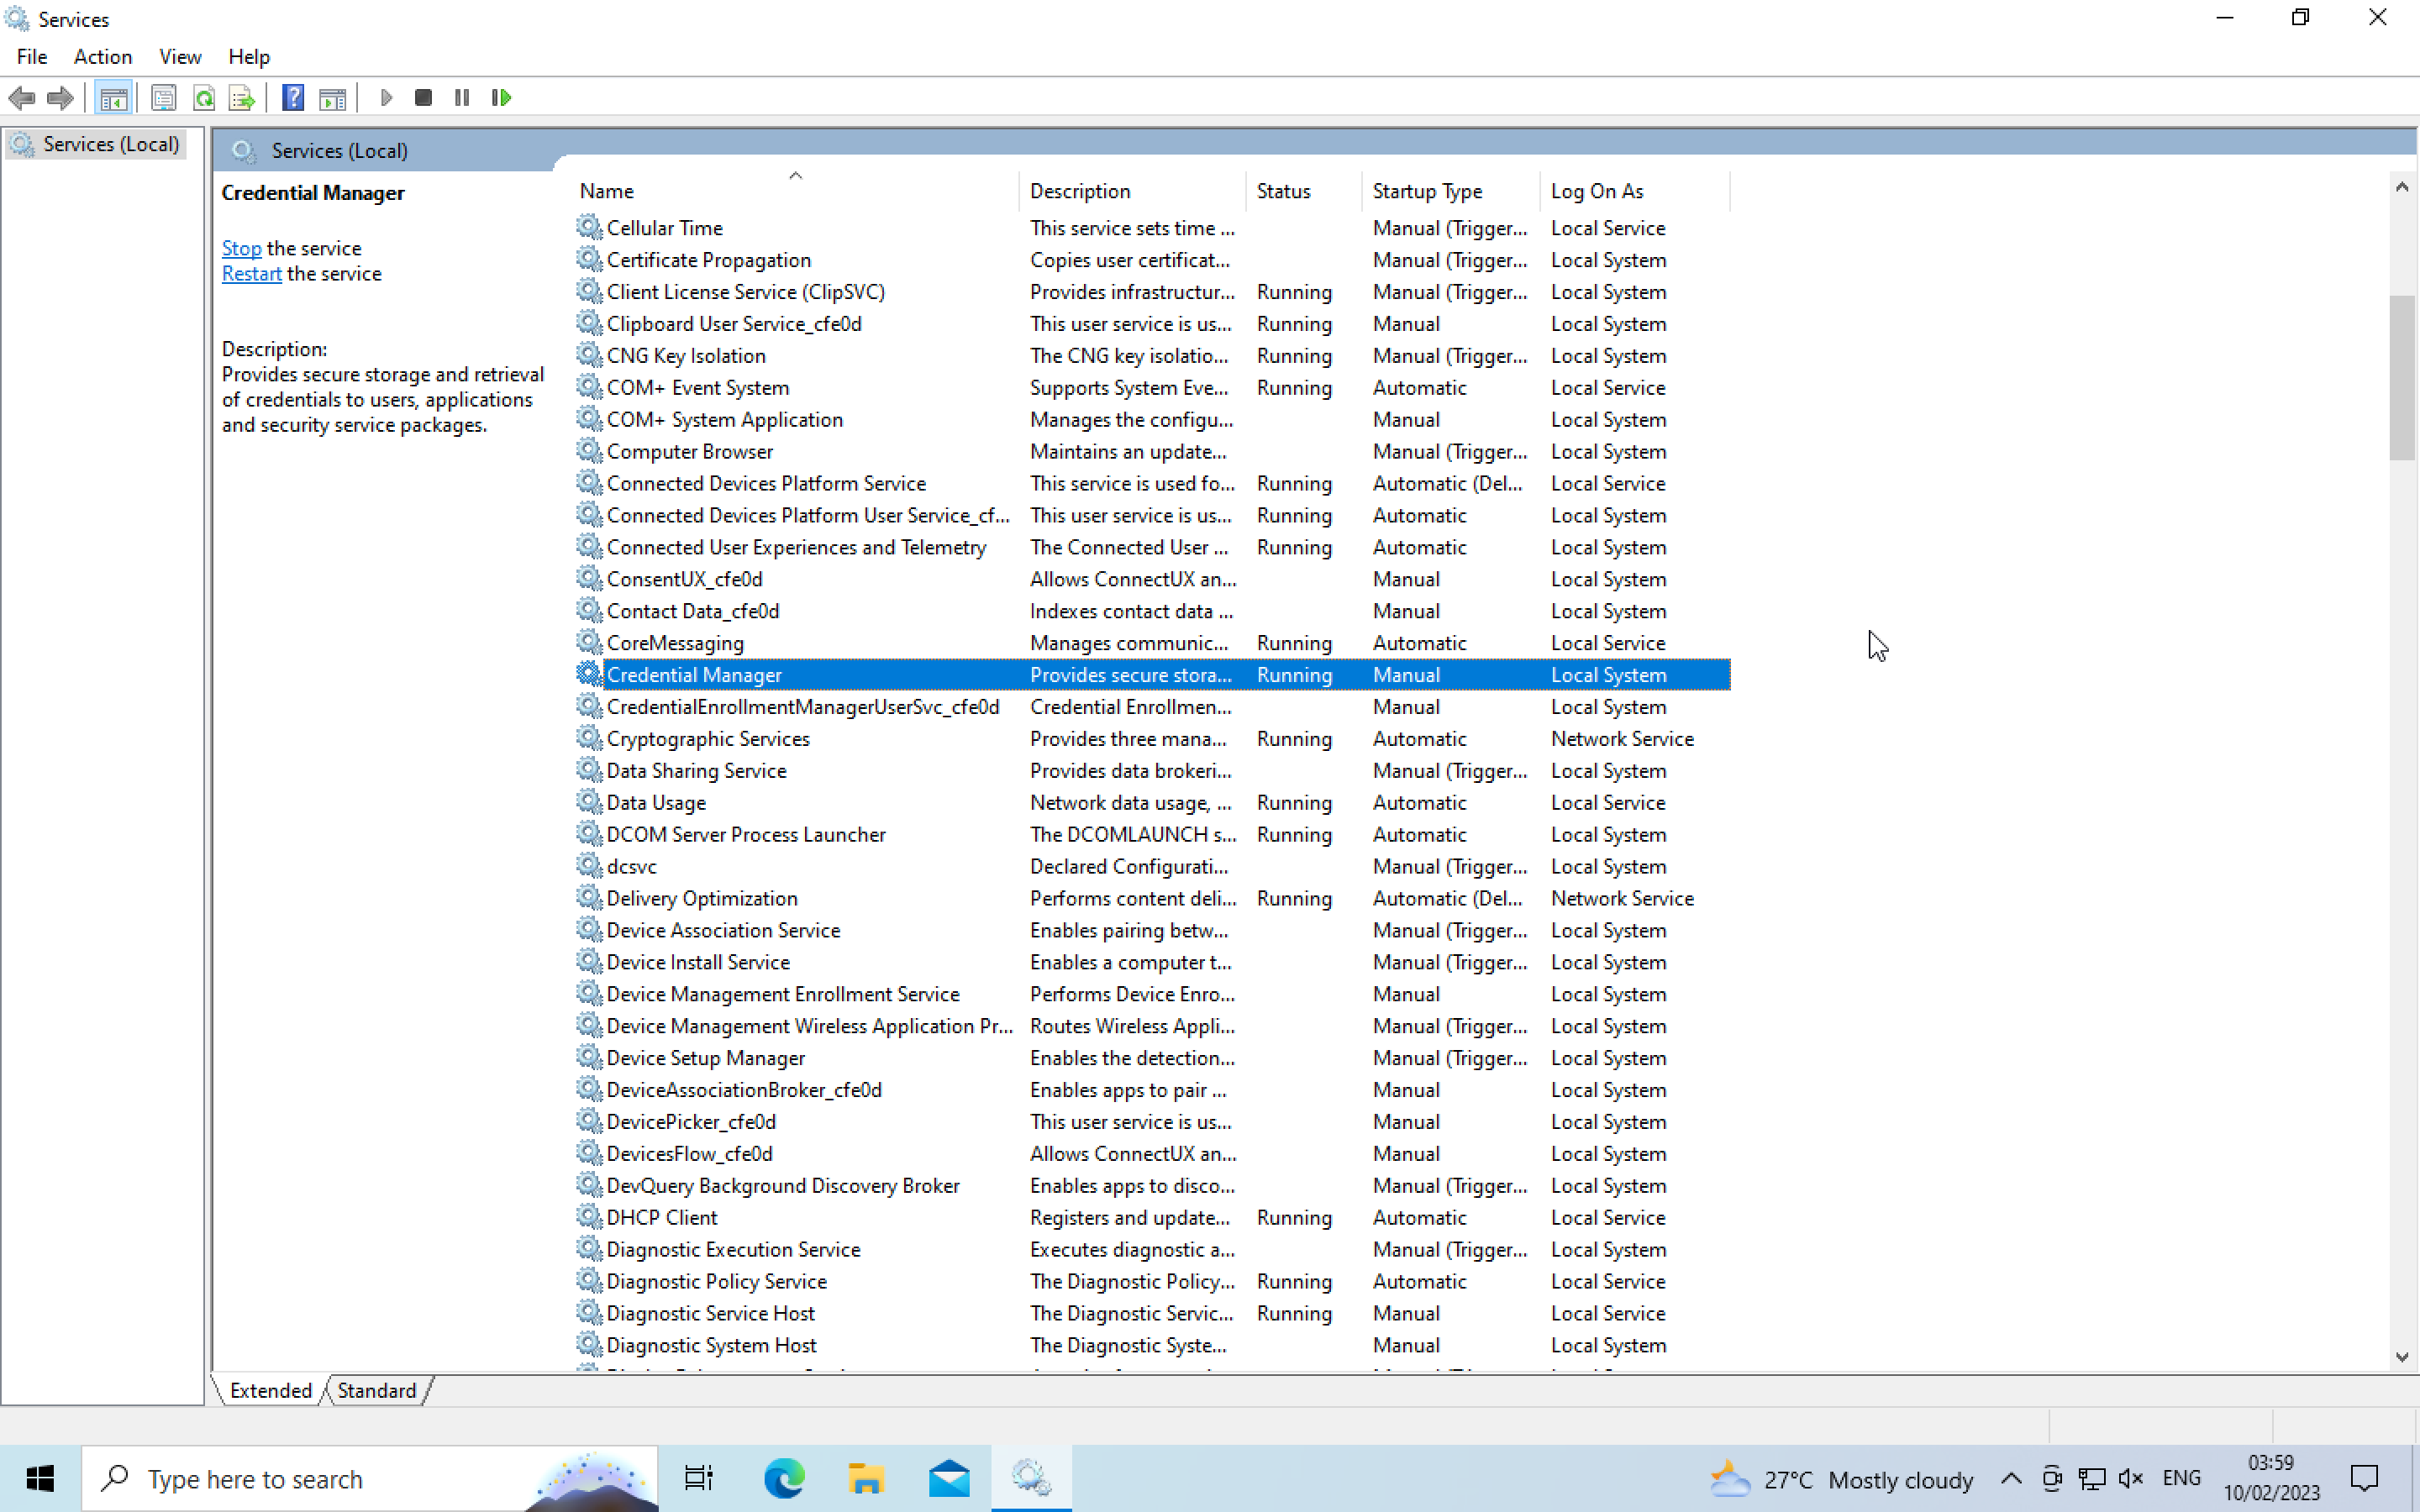 Services
File Action View Help
Services (Local)
Services (Local)
Credential Manager
Stop the service
Restart the service
Description:
Provides secure storage and retrieval
of credentials to users, applications
and security service packages.
Name Description Status Startup Type Log On As
Cellular Time This service sets time ... Manual (Trigger... Local Service
Certificate Propagation Copies user certificat... Manual (Trigger... Local System
Client License Service (ClipSVC) Provides infrastructur... Running Manual (Trigger... Local System
Clipboard User Service_cfe0d This user service is us... Running Manual Local System
CNG Key Isolation The CNG key isolatio... Running Manual (Trigger... Local System
COM+ Event System Supports System Eve... Running Automatic Local Service
COM+ System Application Manages the configu... Manual Local System
Computer Browser Maintains an update... Manual (Trigger... Local System
Connected Devices Platform Service This service is used fo... Running Automatic (Del... Local Service
Connected Devices Platform User Service_cf... This user service is us... Running Automatic Local System
Connected User Experiences and Telemetry The Connected User ... Running Automatic Local System
ConsentUX_cfe0d Allows ConnectUX an... Manual Local System
Contact Data_cfe0d Indexes contact data ... Manual Local System
CoreMessaging Manages communic... Running Automatic Local Service
Credential Manager Provides secure stora... Running Manual Local System
CredentialEnrollmentManagerUserSvc_cfe0d Credential Enrollmen... Manual Local System
Cryptographic Services Provides three mana... Running Automatic Network Service
Data Sharing Service Provides data brokeri... Manual (Trigger... Local System
Data Usage Network data usage, ... Running Automatic Local Service
DCOM Server Process Launcher The DCOMLAUNCH s... Running Automatic Local System
dcsvc Declared Configurati... Manual (Trigger... Local System
Delivery Optimization Performs content deli... Running Automatic (Del... Network Service
Device Association Service Enables pairing betw... Manual (Trigger... Local System
Device Install Service Enables a computer t... Manual (Trigger... Local System
Device Management Enrollment Service Performs Device Enro... Manual Local System
Device Management Wireless Application Pr... Routes Wireless Appli... Manual (Trigger... Local System
Device Setup Manager Enables the detection... Manual (Trigger... Local System
DeviceAssociationBroker_cfe0d Enables apps to pair ... Manual Local System
DevicePicker_cfe0d This user service is us... Manual Local System
DevicesFlow_cfe0d Allows ConnectUX an... Manual Local System
DevQuery Background Discovery Broker Enables apps to disco... Manual (Trigger... Local System
DHCP Client Registers and update... Running Automatic Local Service
Diagnostic Execution Service Executes diagnostic a... Manual (Trigger... Local System
Diagnostic Policy Service The Diagnostic Policy... Running Automatic Local Service
Diagnostic Service Host The Diagnostic Servic... Running Manual Local Service
Diagnostic System Host The Diagnostic Syste... Manual Local System
Extended Standard
Type here to search
27°C Mostly cloudy ENG
03:59
10/02/2023